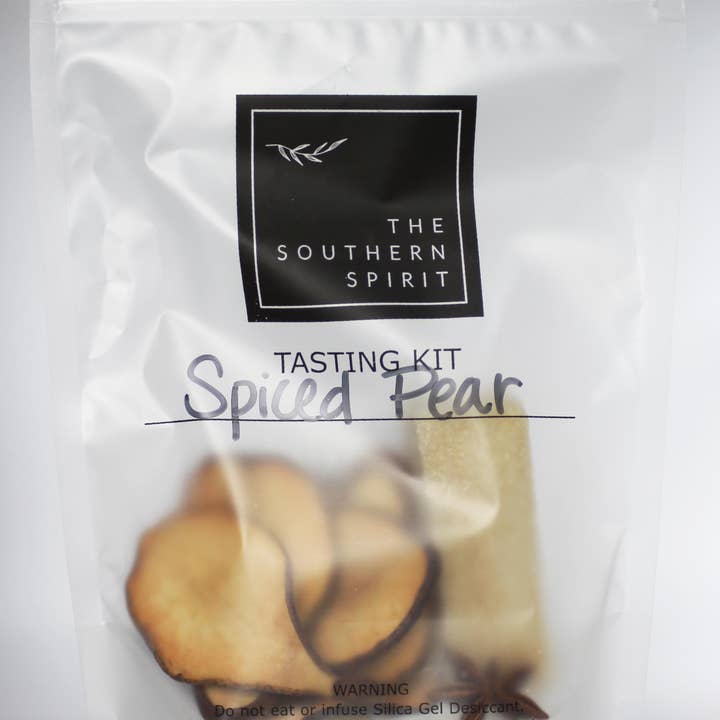 THE
SOUTHERN
SPIRIT
TASTING KIT
Spiced Pear
WARNING
Do not eat or infuse Silica Gel Desiccant.